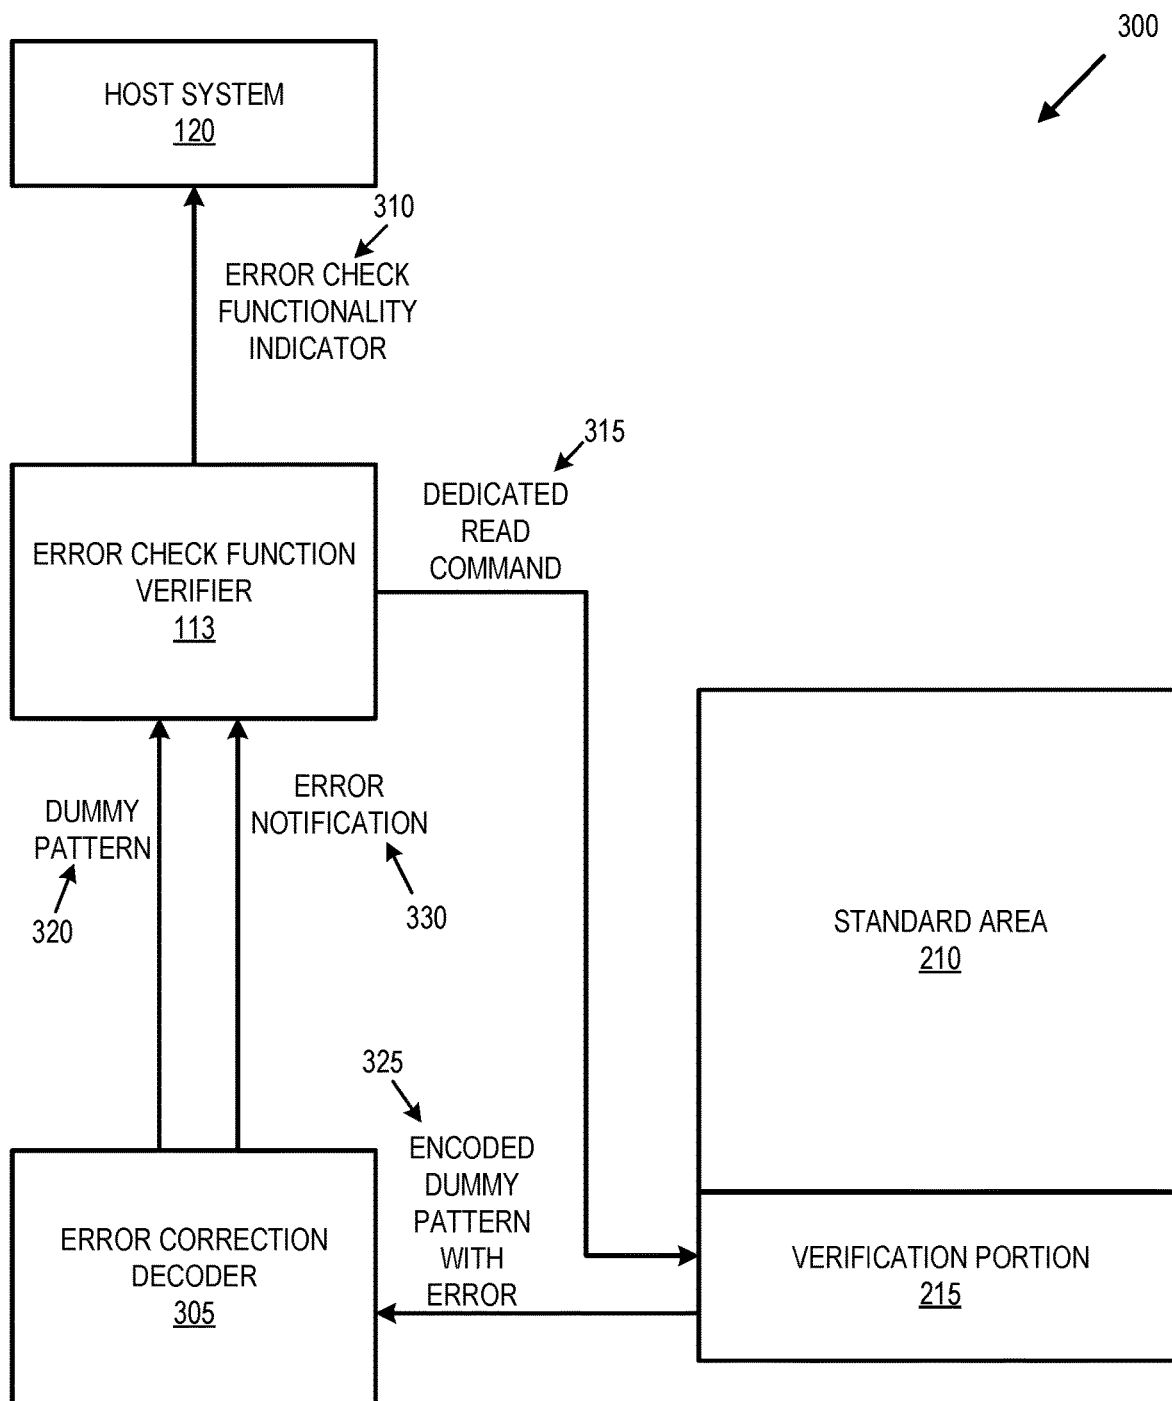 300
HOST SYSTEM
120
310
ERROR CHECK
FUNCTIONALITY
INDICATOR
315
DEDICATED
READ
COMMAND
ERROR CHECK FUNCTION
VERIFIER
113
ERROR
NOTIFICATION
330
DUMMY
PATTERN
320
STANDARD AREA
210
325
ENCODED
DUMMY
PATTERN
WITH
ERROR
ERROR CORRECTION
DECODER
305
VERIFICATION PORTION
215